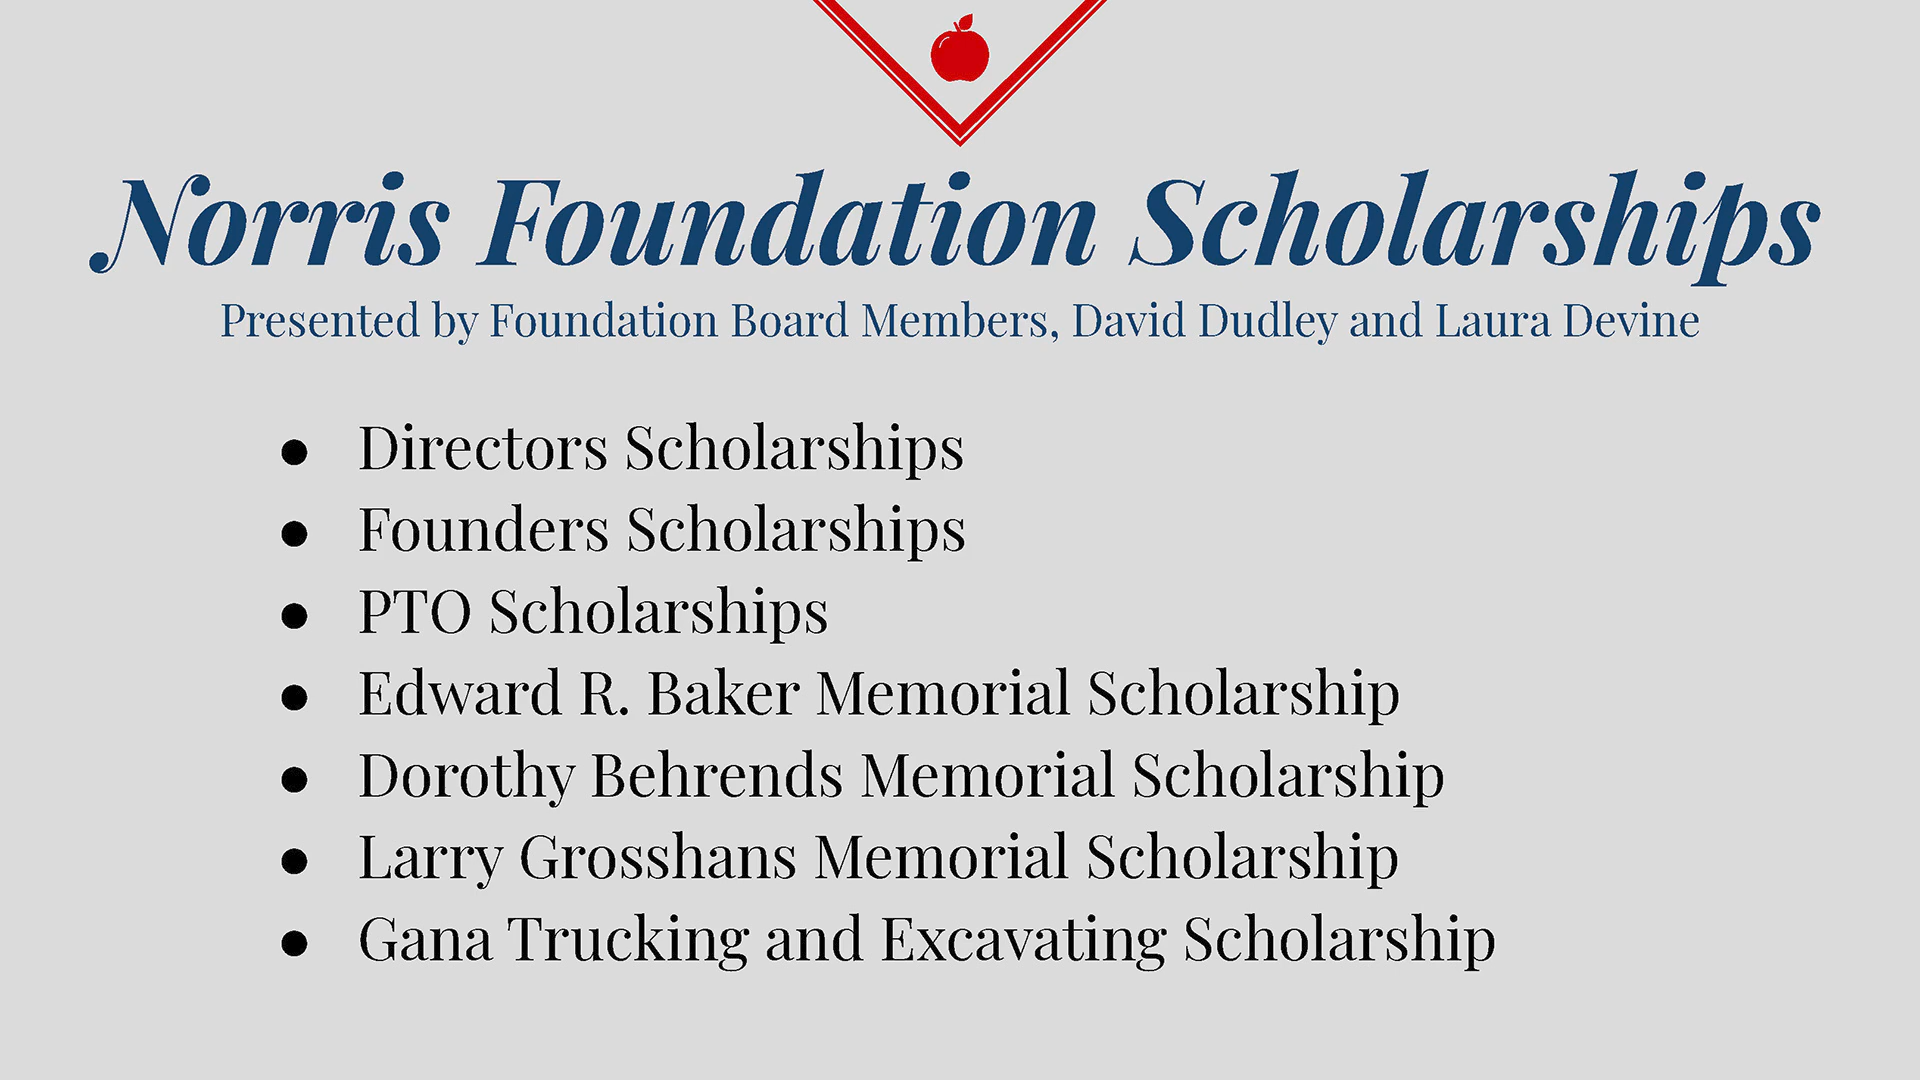 Norris Foundation Scholarships
Presented by Foundation Board Members, David Dudley and Laura Devine
● Directors Scholarships
● Founders Scholarships
● PTO Scholarships
● Edward R. Baker Memorial Scholarship
● Dorothy Behrends Memorial Scholarship
● Larry Grosshans Memorial Scholarship
● Gana Trucking and Excavating Scholarship